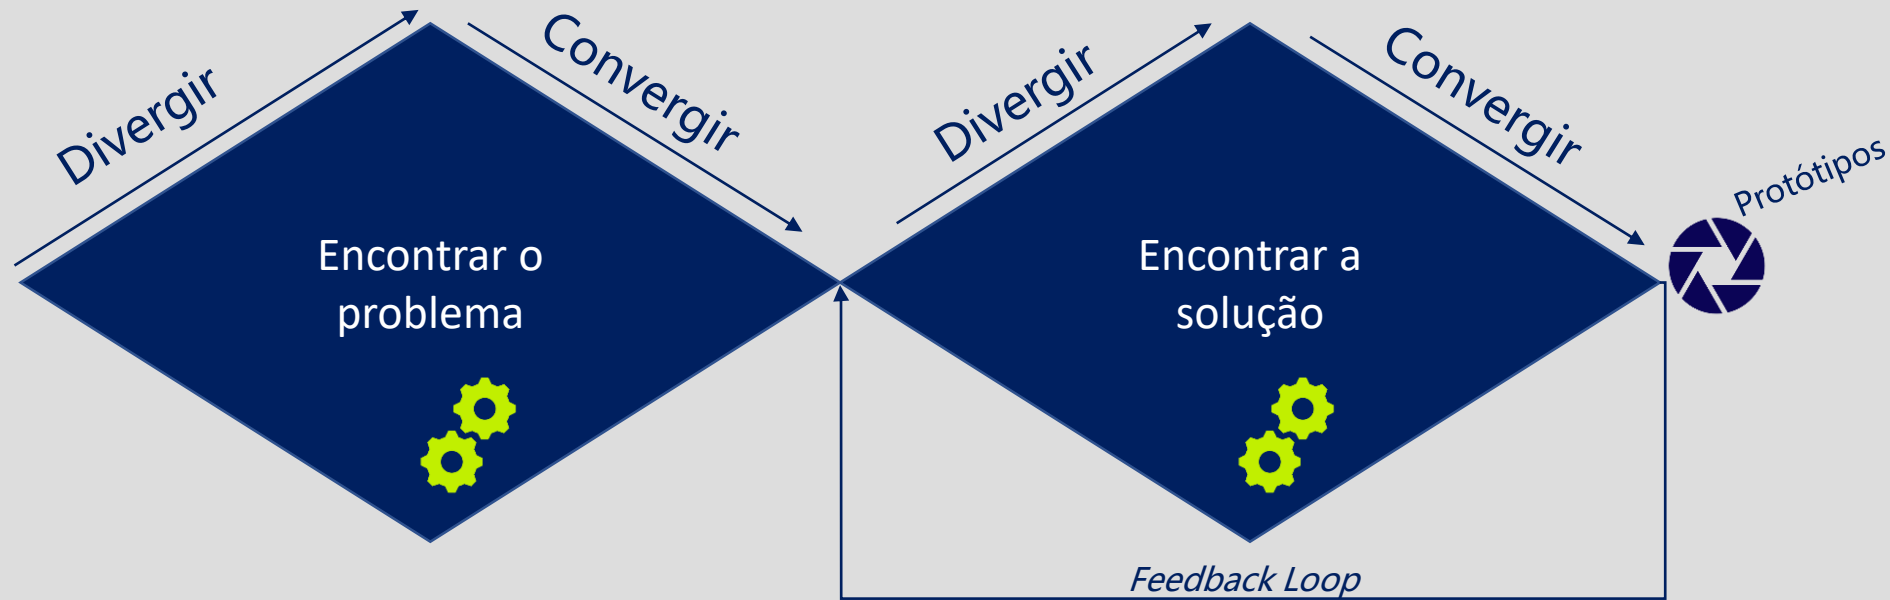 Divergir
Convergir
Divergir
Convergir
Protótipos
Encontrar o
problema
Encontrar a
solução
Feedback Loop